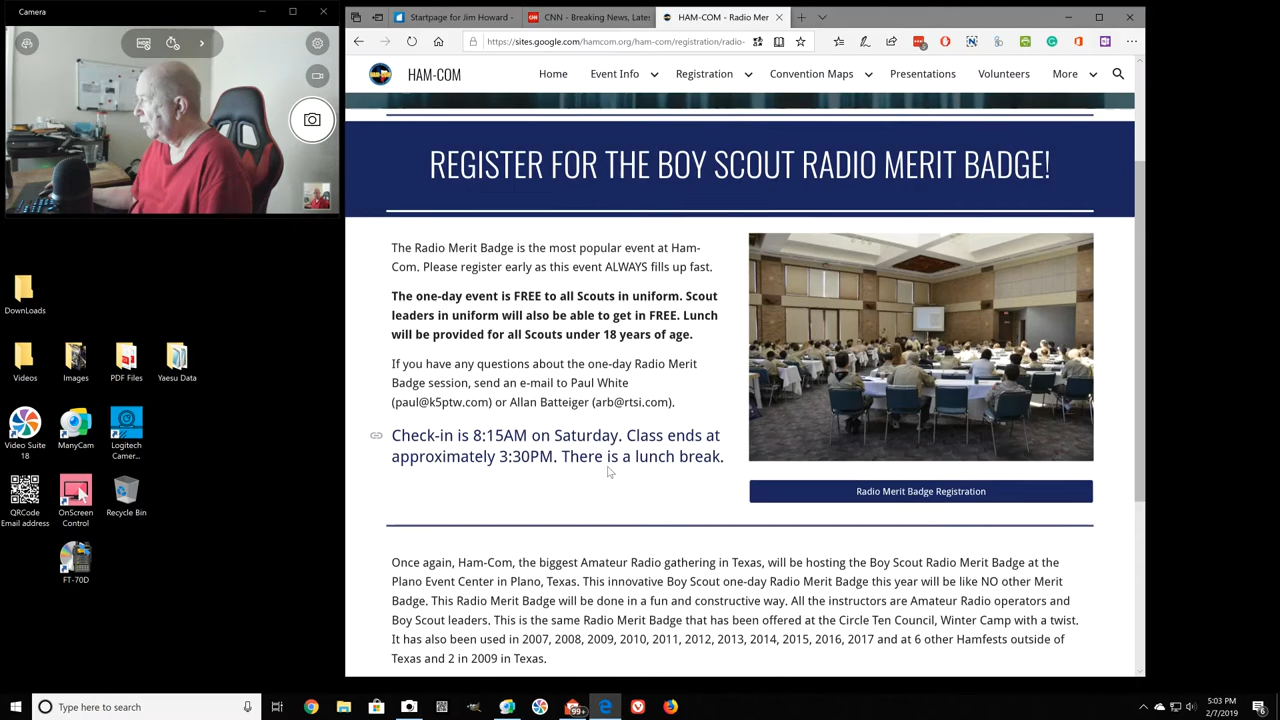 Camera
Startpage for Jim Howard -
CNN - Breaking News, Late
HAM-COM - Radio Mer
https://sites.google.com/hamcom.org/ham-com/registration/radio-
HAM-COM
Home
Event Info
Registration
Convention Maps
Presentations
Volunteers
More
REGISTER FOR THE BOY SCOUT RADIO MERIT BADGE!
The Radio Merit Badge is the most popular event at Ham-
Com. Please register early as this event ALWAYS fills up fast.
The one-day event is FREE to all Scouts in uniform. Scout
leaders in uniform will also be able to get in FREE. Lunch
will be provided for all Scouts under 18 years of age.
If you have any questions about the one-day Radio Merit
Badge session, send an e-mail to Paul White
(paul@k5ptw.com) or Allan Batteiger (arb@rtsi.com).
Check-in is 8:15AM on Saturday. Class ends at
approximately 3:30PM. There is a lunch break.
Radio Merit Badge Registration
Once again, Ham-Com, the biggest Amateur Radio gathering in Texas, will be hosting the Boy Scout Radio Merit Badge at the
Plano Event Center in Plano, Texas. This innovative Boy Scout one-day Radio Merit Badge this year will be like NO other Merit
Badge. This Radio Merit Badge will be done in a fun and constructive way. All the instructors are Amateur Radio operators and
Boy Scout leaders. This is the same Radio Merit Badge that has been offered at the Circle Ten Council, Winter Camp with a twist.
It has also been used in 2007, 2008, 2009, 2010, 2011, 2012, 2013, 2014, 2015, 2016, 2017 and at 6 other Hamfests outside of
Texas and 2 in 2009 in Texas.
DownLoads
Videos
Images
PDF Files
Yaesu Data
Video Suite
18
ManyCam
Logitech
Camer...
QRCode
Email address
OnScreen
Control
Recycle Bin
FT-70D
Type here to search
99+
5:03 PM
2/7/2019
6